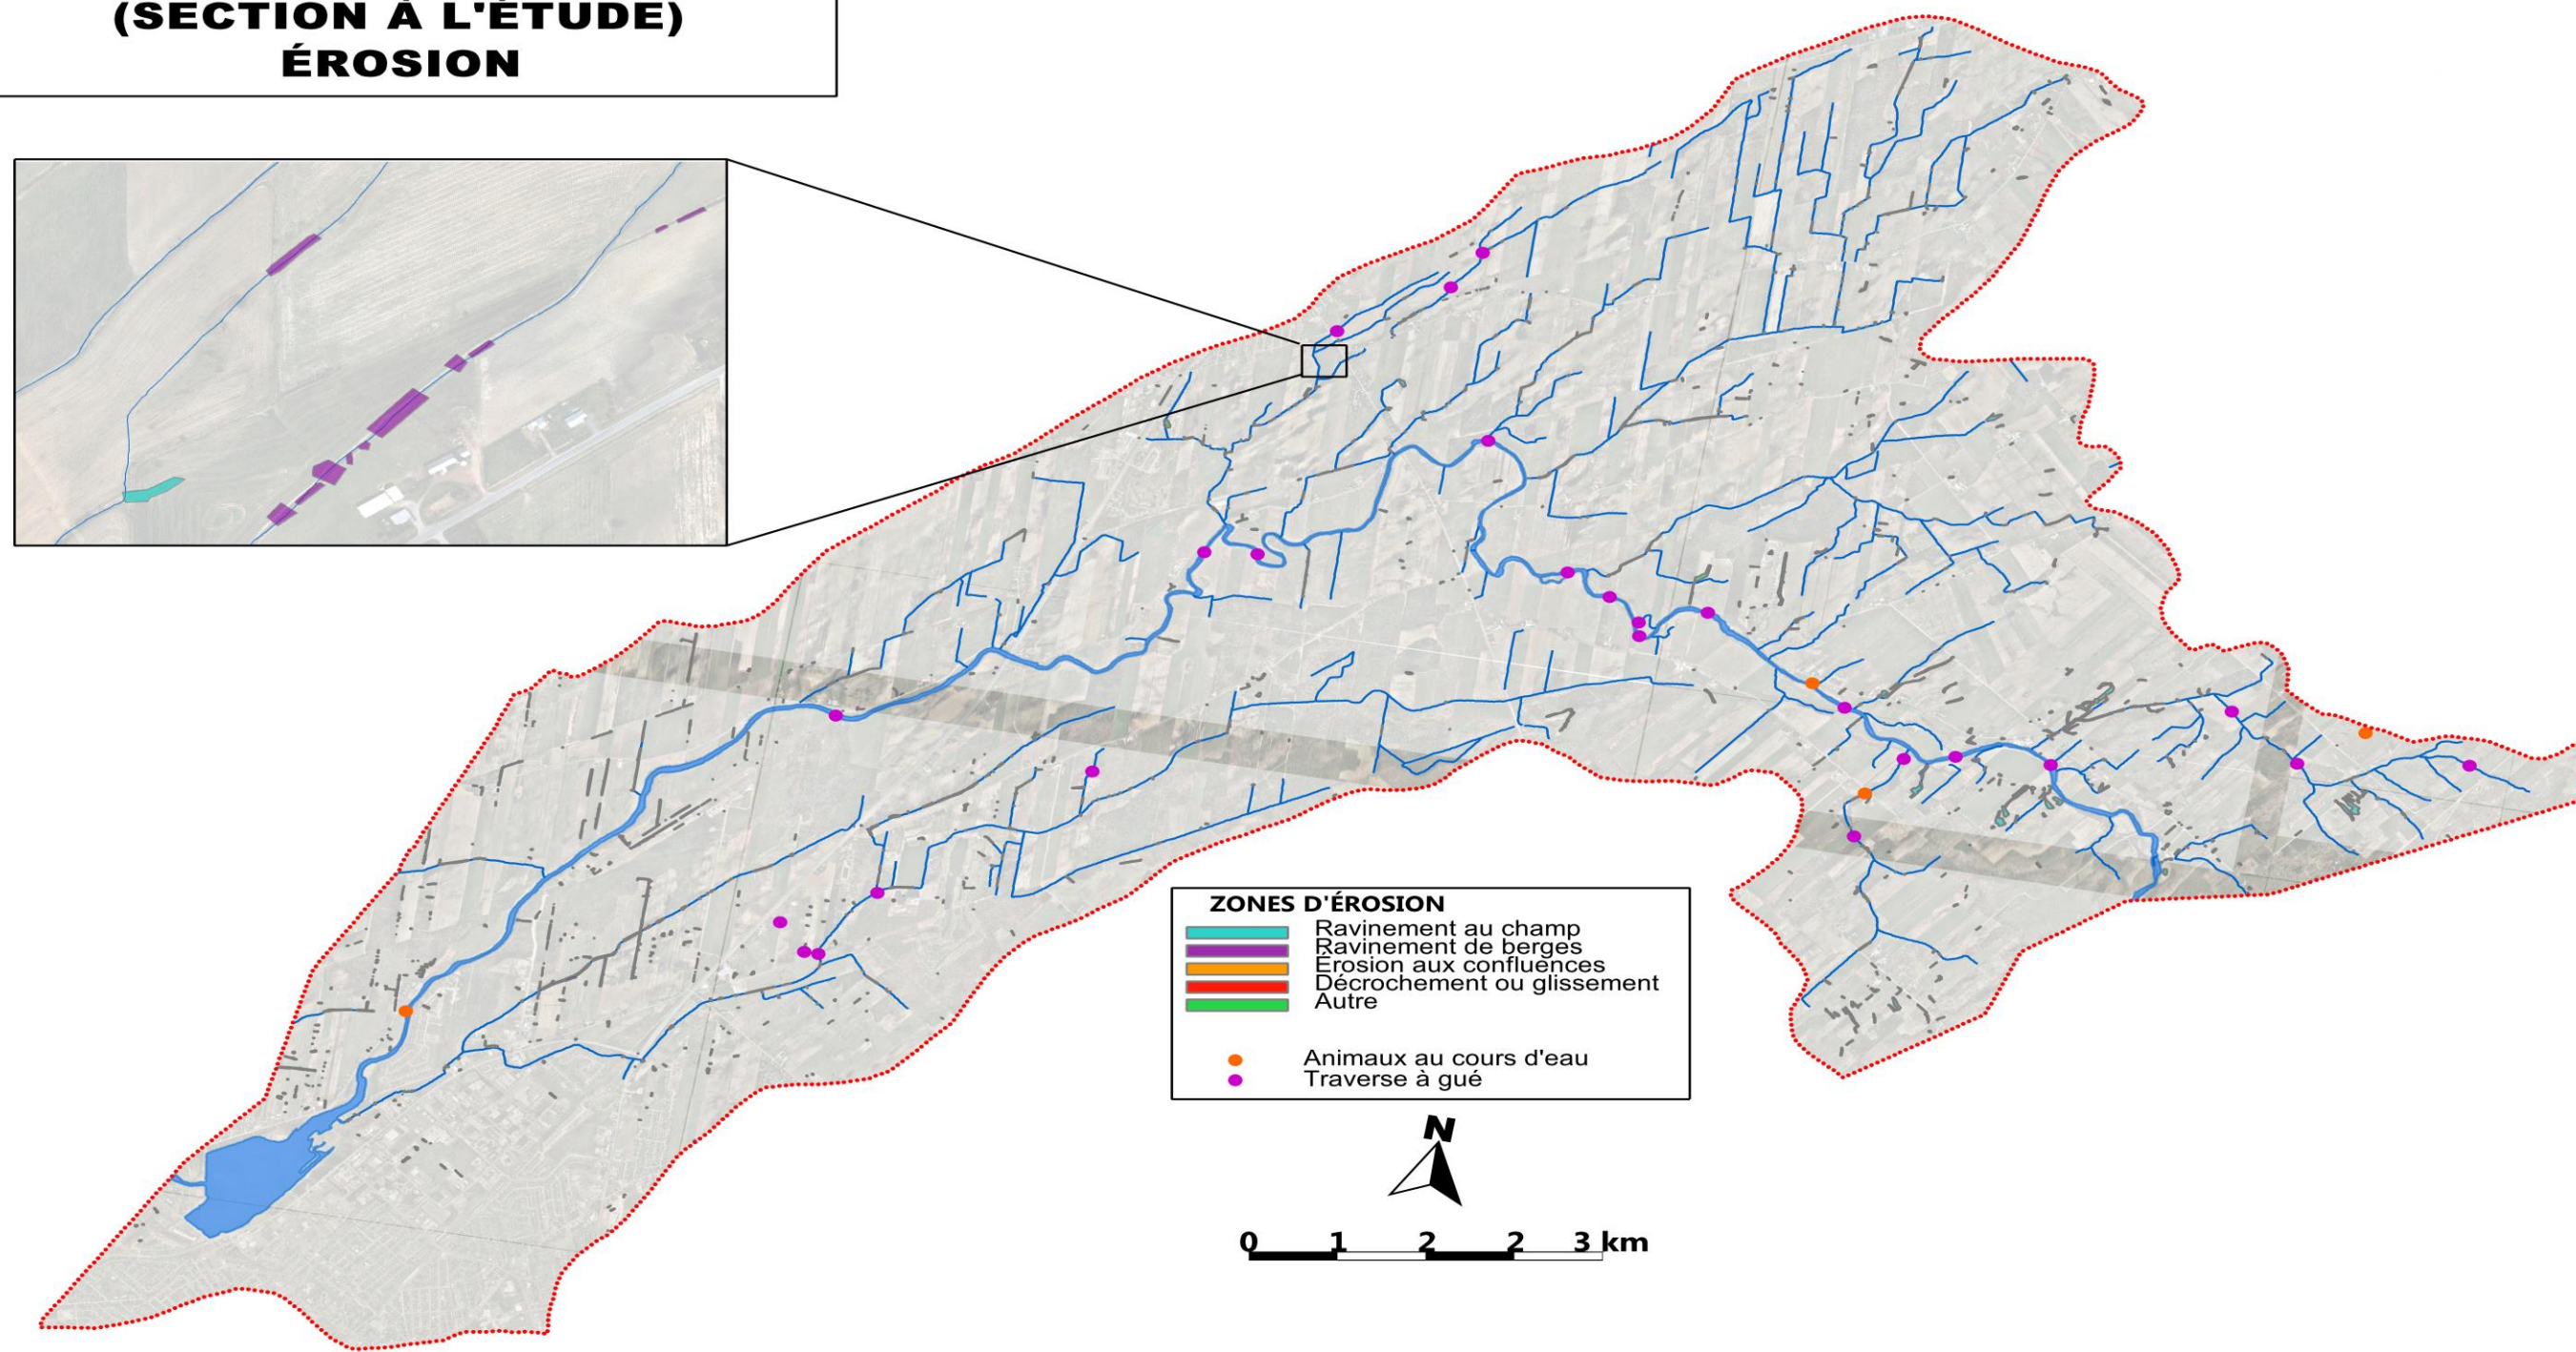 (SECTION À L'ÉTUDE)
ÉROSION
ZONES D'ÉROSION
Ravinement au champ
Ravinement de berges
Érosion aux confluences
Décrochement ou glissement
Autre
Animaux au cours d'eau
Traverse à gué
N
0 1 2 2 3 km